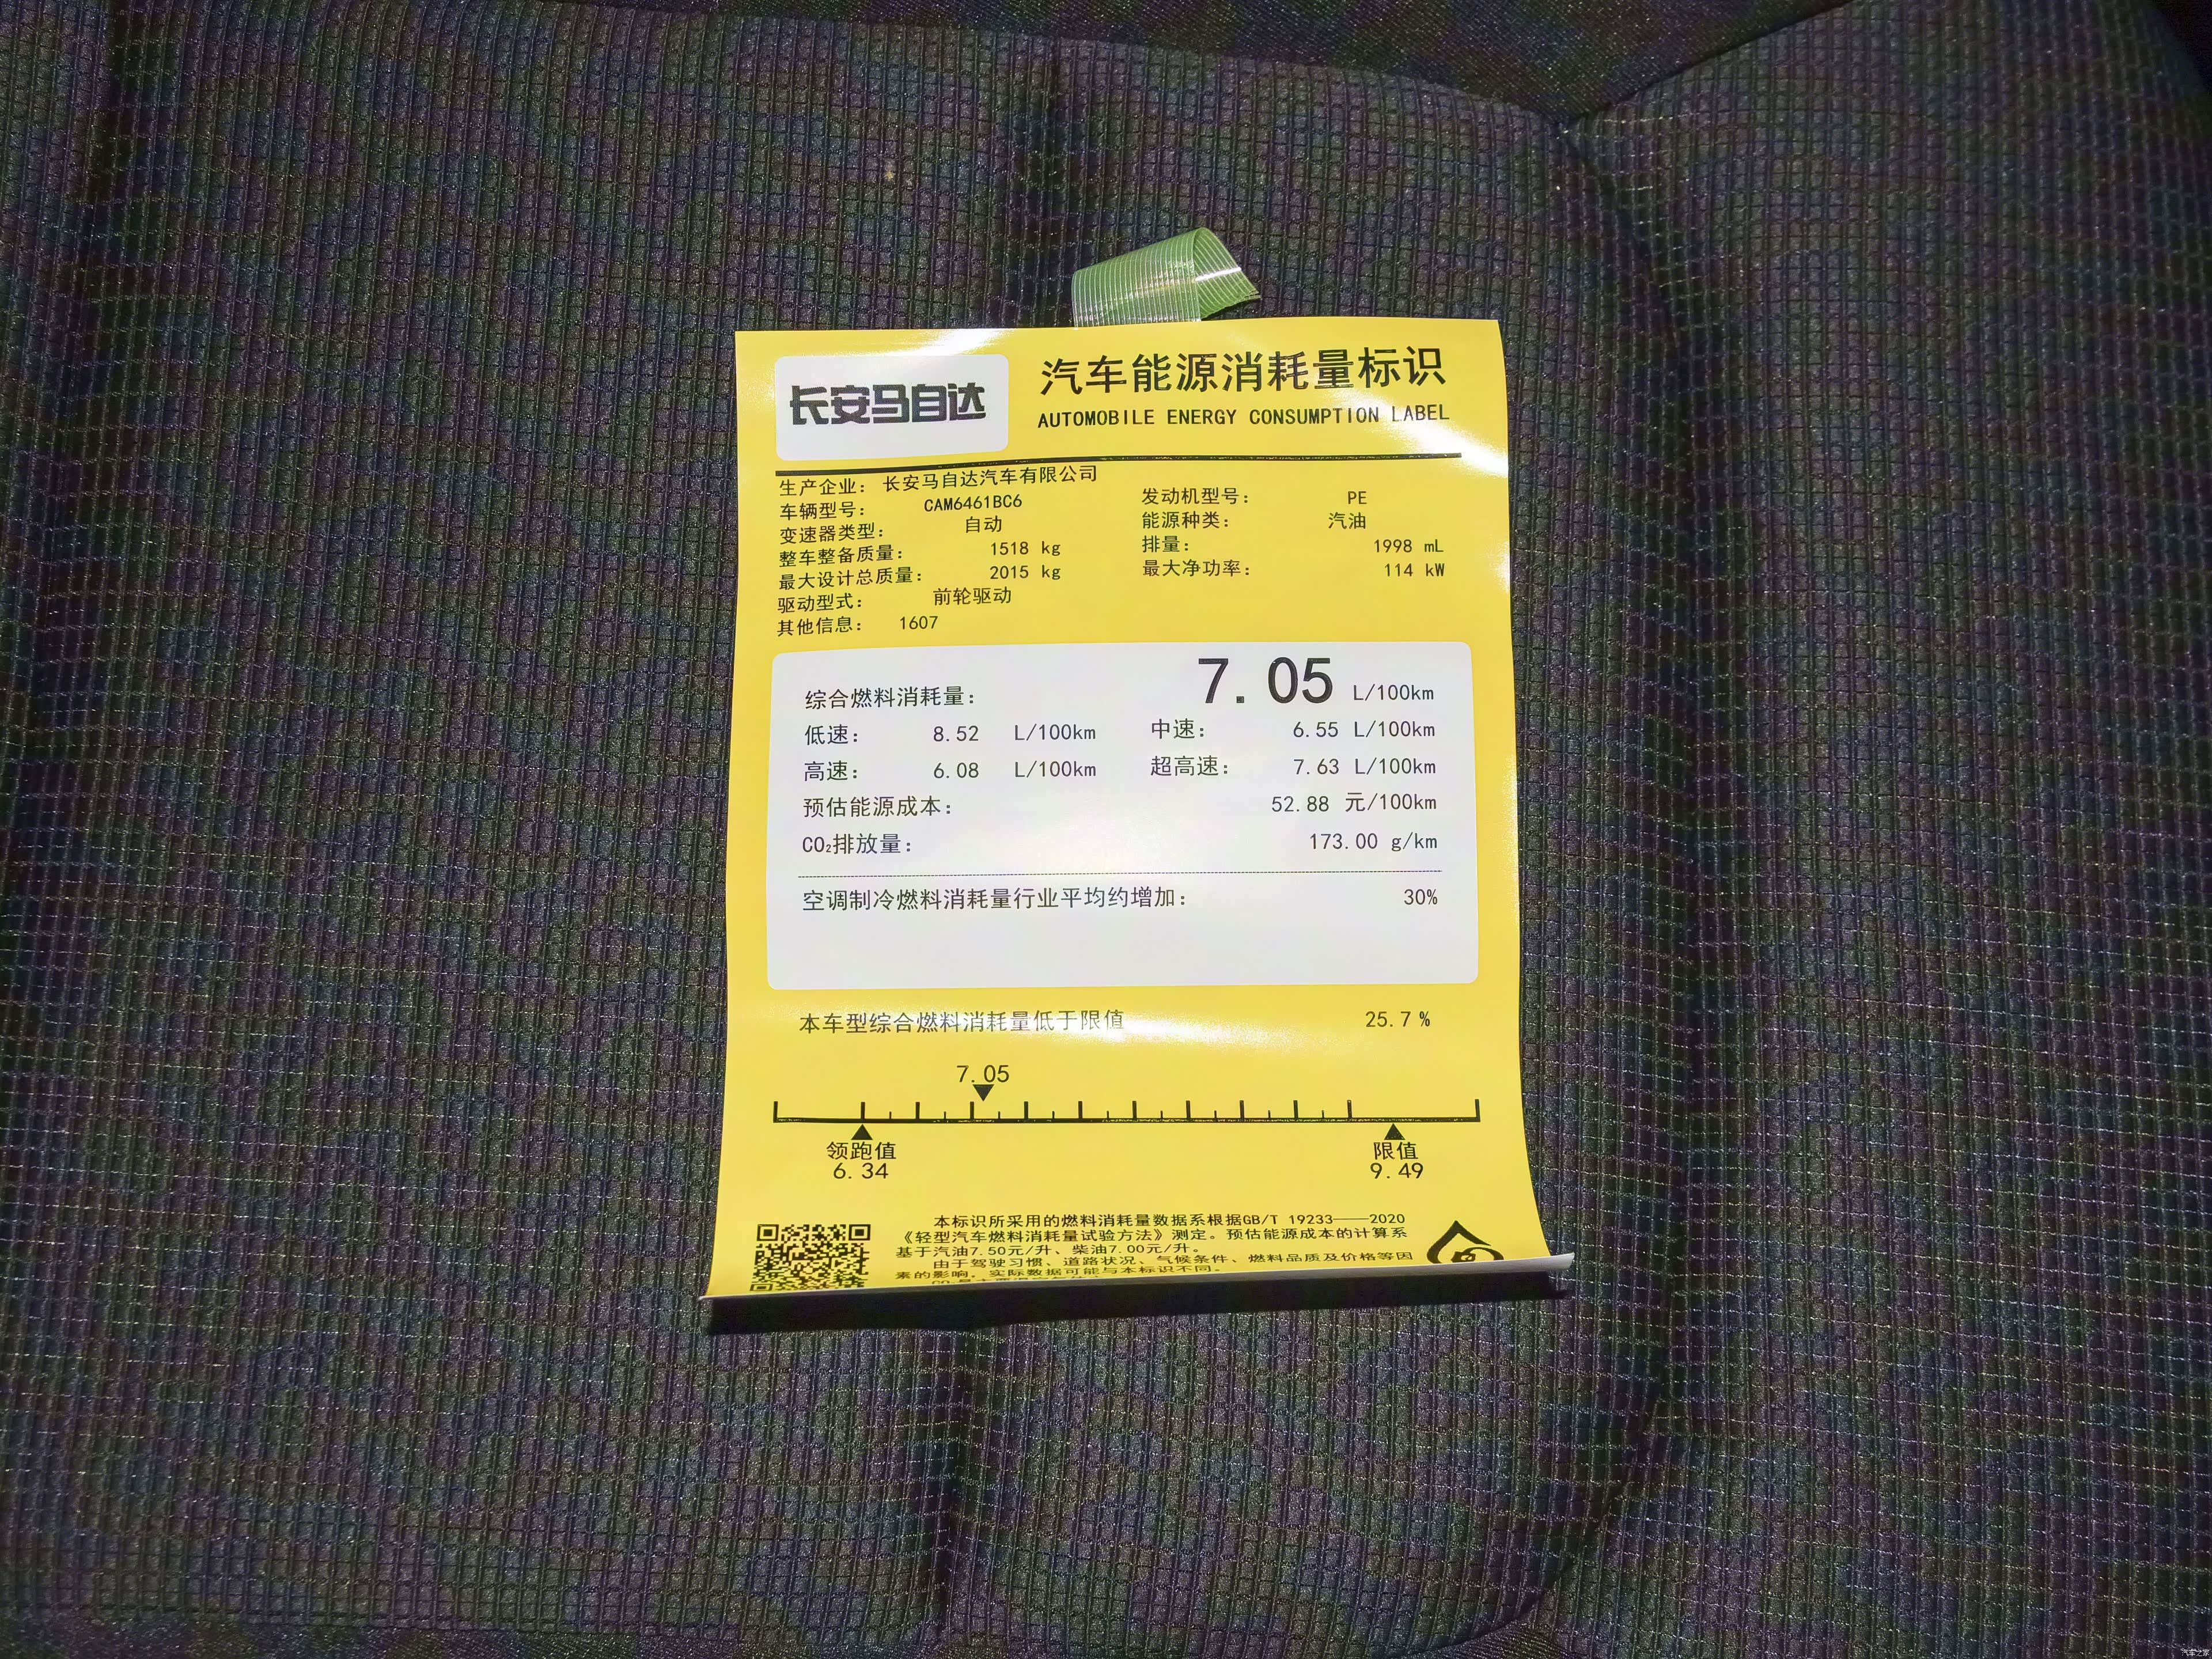 长安马自达
汽车能源消耗量标识
AUTOMOBILE ENERGY CONSUMPTION LABEL
生产企业: 长安马自达汽车有限公司
车辆型号: CAM6461BC6 发动机型号: PE
变速器类型: 自动 能源种类: 汽油
整车整备质量: 1518 kg 排量: 1998 mL
最大设计总质量: 2015 kg 最大净功率: 114 kW
驱动型式: 前轮驱动
其他信息: 1607
综合燃料消耗量: 7.05 L/100km
低速: 8.52 L/100km 中速: 6.55 L/100km
高速: 6.08 L/100km 超高速: 7.63 L/100km
预估能源成本: 52.88 元/100km
CO₂排放量: 173.00 g/km
空调制冷燃料消耗量行业平均约增加: 30%
本车型综合燃料消耗量低于限值 25.7 %
7.05
领跑值 限值
6.34 9.49
本标识所采用的燃料消耗量数据系根据GB/T 19233——2020
《轻型汽车燃料消耗量试验方法》测定。预估能源成本的计算系
基于汽油7.50元/升、柴油7.00元/升。
由于驾驶习惯、道路状况、气候条件、燃料品质及价格等因
素的影响,实际数据可能与本标识不同。
汽车之家